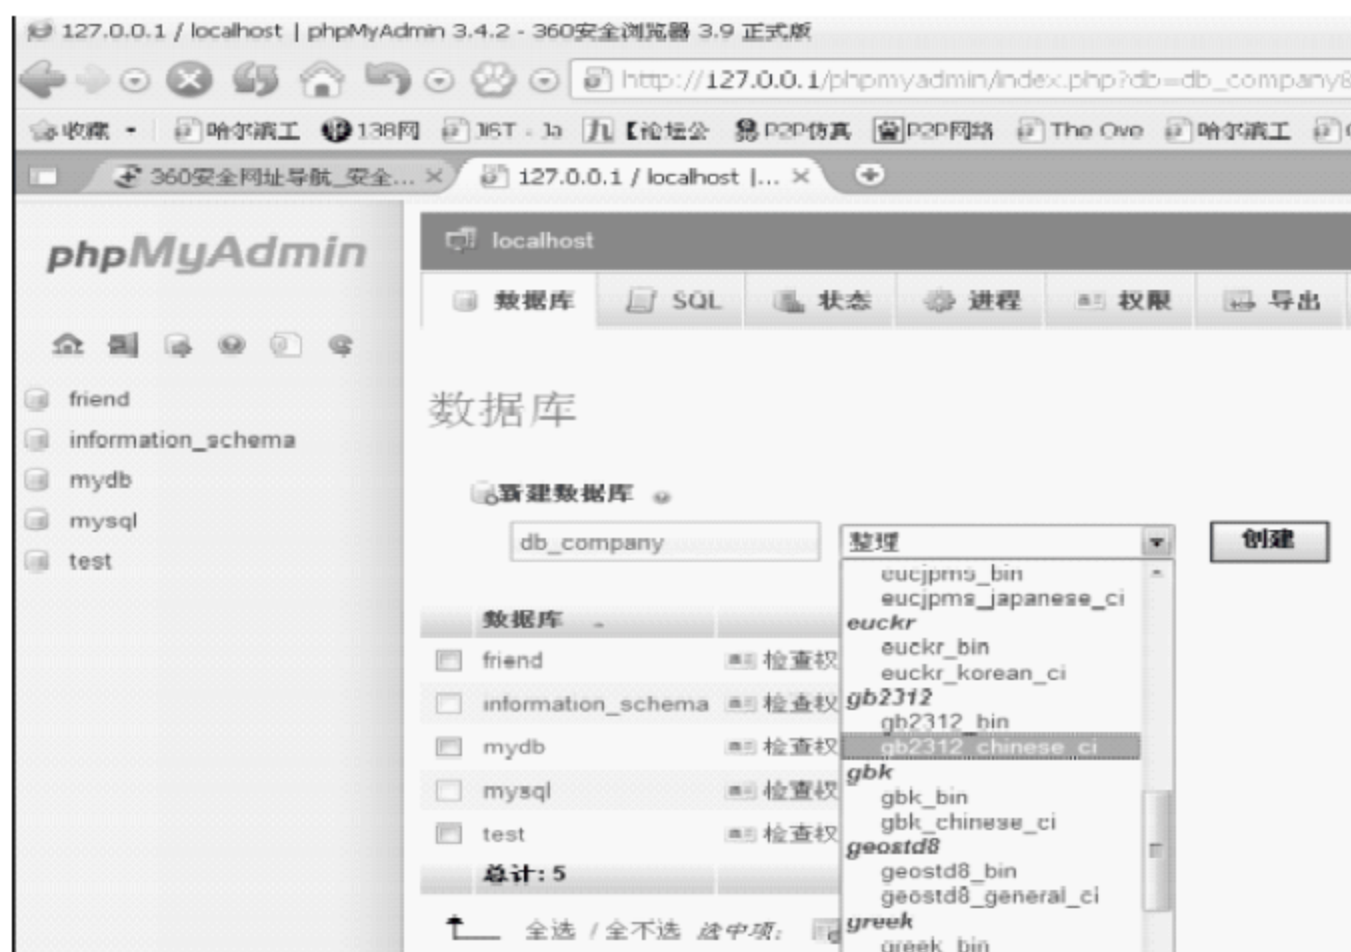 127.0.0.1 / localhost | phpMyAdmin 3.4.2 - 360安全浏览器 3.9 正式版
http://127.0.0.1/phpmyadmin/index.php?db=db_company
收藏 哈尔滨工 138网 【论坛公 P2P仿真 P2P网络 The Ove 哈尔滨工
360安全网址导航_安全... 127.0.0.1 / localhost |...
phpMyAdmin
localhost
数据库 SQL 状态 进程 权限 导出
friend
information_schema
mydb
mysql
test
数据库
新建数据库
db_company 整理 创建
eucjpms_bin
eucjpms_japanese_ci
euckr
euckr_bin
euckr_korean_ci
gb2312
gb2312_bin
gb2312_chinese_ci
gbk
gbk_bin
gbk_chinese_ci
geostd8
geostd8_bin
geostd8_general_ci
greek
greek_bin
数据库
friend 检查权
information_schema 检查权
mydb 检查权
mysql 检查权
test 检查权
总计: 5
全选 / 全不选 选中项: